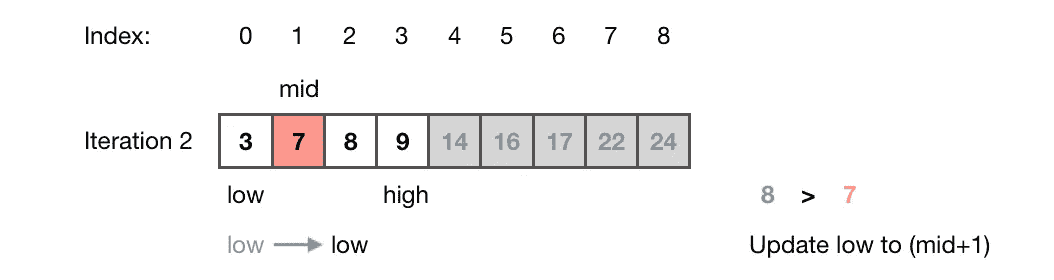 Index: 0 1 2 3 4 5 6 7 8
mid
Iteration 2 3 7 8 9 14 16 17 22 24
low high 8 > 7
low low Update low to (mid+1)